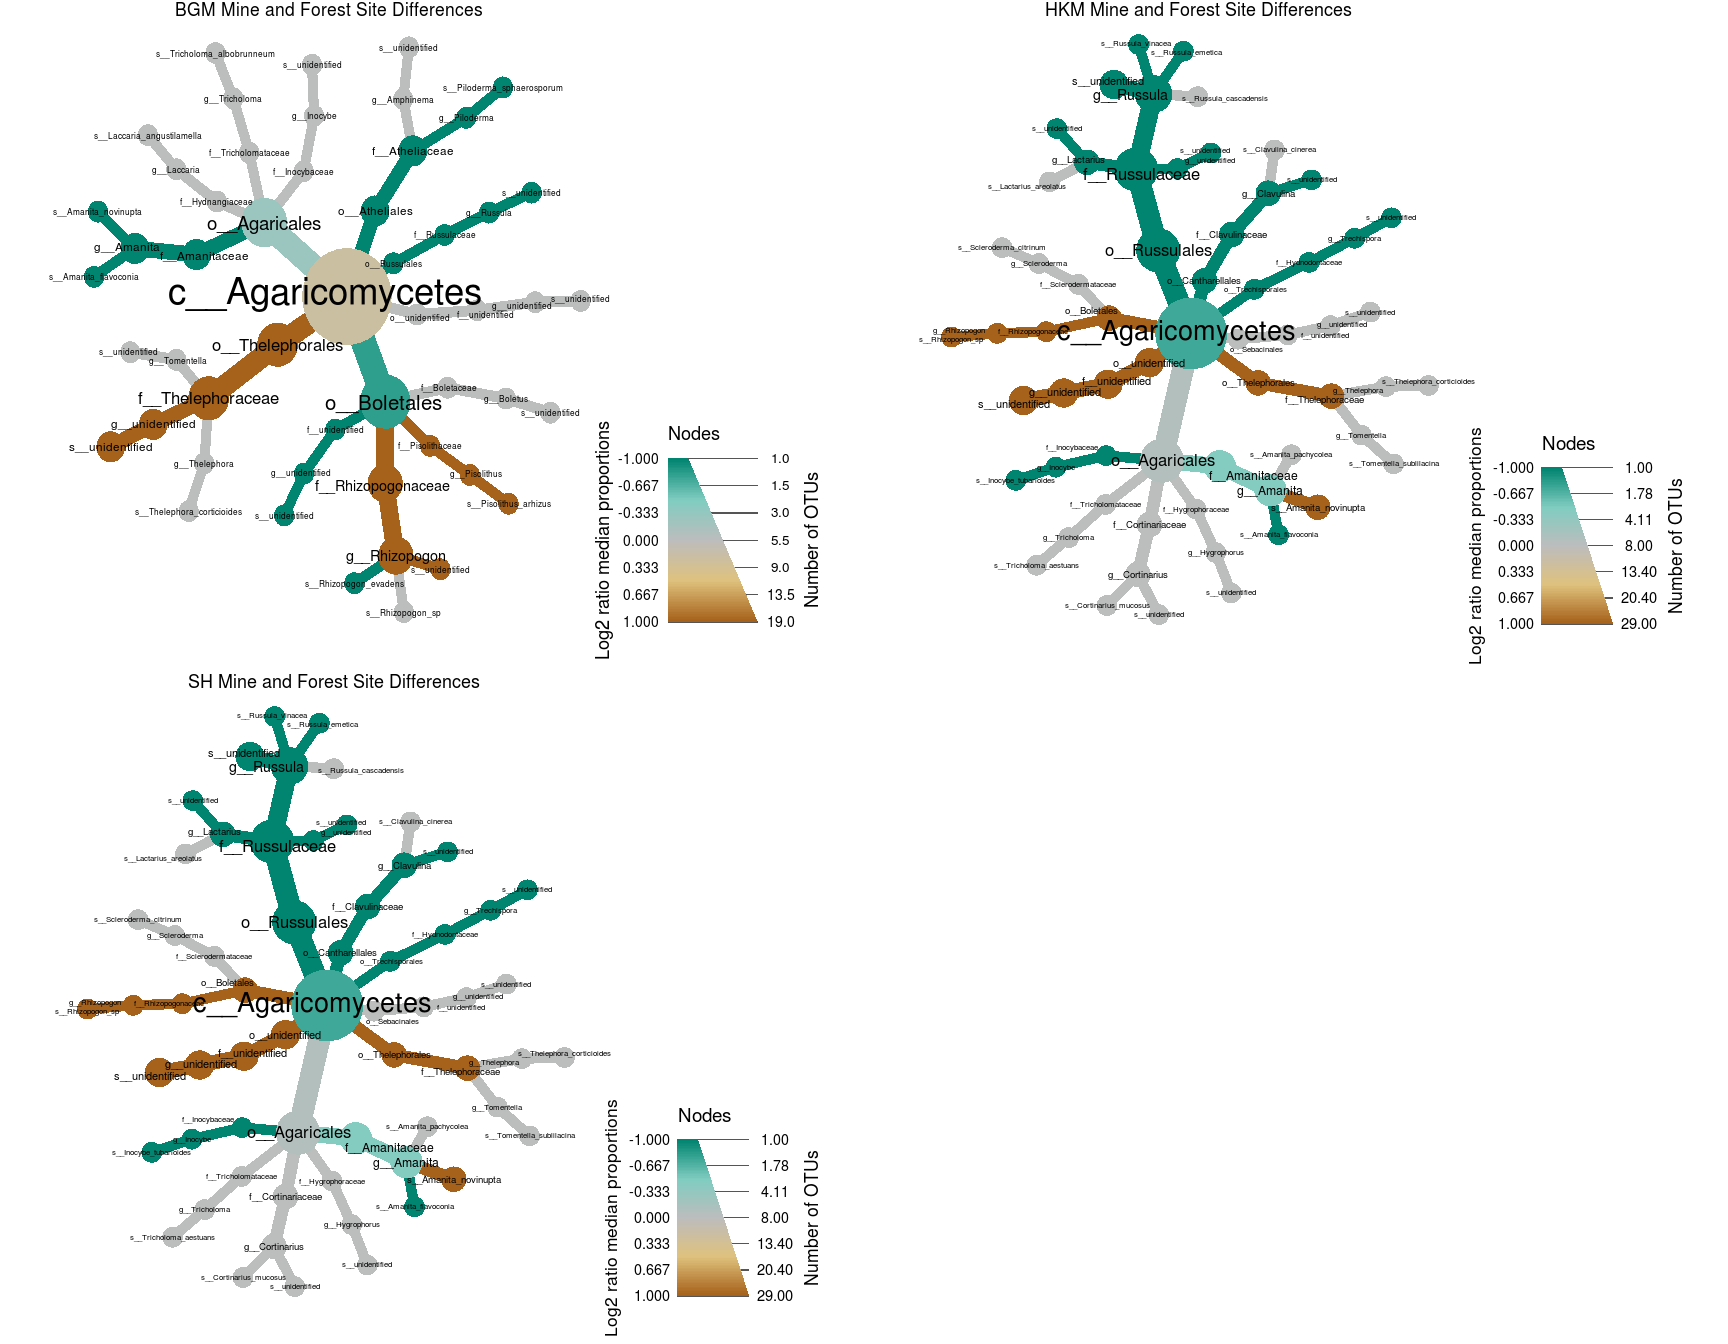 BGM Mine and Forest Site Differences
s__Tricholoma_albobrunneum
s__unidentified
s__unidentified
g__Tricholoma
g__Inocybe
g__Amphinema
s__Piloderma_sphaerosporum
g__Piloderma
s__Laccaria_angustilamella
f__Tricholomataceae
f__Atheliaceae
g__Laccaria
f__Inocybaceae
s__unidentified
f__Hydnangiaceae
s__Amanita_novinupta
o__Agaricales
o__Atheliales
g__Russula
g__Amanita
f__Amanitaceae
f__Russulaceae
s__Amanita_flavoconia
o__Russulales
c__Agaricomycetes
o__unidentified
f__unidentified
g__unidentified
s__unidentified
o__Thelephorales
s__unidentified
g__Tomentella
f__Thelephoraceae
g__unidentified
s__unidentified
g__Thelephora
s__Thelephora_corticioides
o__Boletales
f__Boletaceae
g__Boletus
s__unidentified
f__unidentified
f__Pisolithaceae
g__unidentified
g__Pisolithus
f__Rhizopogonaceae
s__Pisolithus_arhizus
s__unidentified
g__Rhizopogon
s__unidentified
s__Rhizopogon_evadens
s__Rhizopogon_sp
Nodes
Log2 ratio median proportions
Number of OTUs
-1.000 1.0
-0.667 1.5
-0.333 3.0
0.000 5.5
0.333 9.0
0.667 13.5
1.000 19.0
HKM Mine and Forest Site Differences
s__Russula_vinacea
s__Russula_emetica
s__unidentified
g__Russula
s__Russula_cascadensis
s__unidentified
g__Lactarius
s__unidentified
g__unidentified
f__Russulaceae
s__Lactarius_areolatus
s__Clavulina_cinerea
s__unidentified
g__Clavulina
s__unidentified
f__Clavulinaceae
g__Trechispora
o__Russulales
f__Hydnodontaceae
o__Cantharellales
o__Trechisporales
s__Scleroderma_citrinum
g__Scleroderma
f__Sclerodermataceae
o__Boletales
g__Rhizopogon
f__Rhizopogonaceae
s__Rhizopogon_sp
c__Agaricomycetes
s__unidentified
g__unidentified
f__unidentified
o__Sebacinales
o__unidentified
f__unidentified
g__unidentified
s__unidentified
o__Thelephorales
g__Thelephora
s__Thelephora_corticioides
f__Thelephoraceae
g__Tomentella
s__Tomentella_sublilacina
f__Inocybaceae
g__Inocybe
s__Inocybe_tubarioides
o__Agaricales
s__Amanita_pachycolea
f__Amanitaceae
g__Amanita
s__Amanita_novinupta
s__Amanita_flavoconia
f__Tricholomataceae
f__Hygrophoraceae
f__Cortinariaceae
g__Tricholoma
g__Hygrophorus
s__Tricholoma_aestuans
g__Cortinarius
s__unidentified
s__Cortinarius_mucosus
s__unidentified
Nodes
Log2 ratio median proportions
Number of OTUs
-1.000 1.00
-0.667 1.78
-0.333 4.11
0.000 8.00
0.333 13.40
0.667 20.40
1.000 29.00
SH Mine and Forest Site Differences
s__Russula_vinacea
s__Russula_emetica
s__unidentified
g__Russula
s__Russula_cascadensis
s__unidentified
g__Lactarius
s__unidentified
g__unidentified
f__Russulaceae
s__Lactarius_areolatus
s__Clavulina_cinerea
s__unidentified
g__Clavulina
s__unidentified
f__Clavulinaceae
g__Trechispora
o__Russulales
f__Hydnodontaceae
o__Cantharellales
o__Trechisporales
s__Scleroderma_citrinum
g__Scleroderma
f__Sclerodermataceae
o__Boletales
g__Rhizopogon
f__Rhizopogonaceae
s__Rhizopogon_sp
c__Agaricomycetes
s__unidentified
g__unidentified
f__unidentified
o__Sebacinales
o__unidentified
f__unidentified
g__unidentified
s__unidentified
o__Thelephorales
g__Thelephora
s__Thelephora_corticioides
f__Thelephoraceae
g__Tomentella
s__Tomentella_sublilacina
f__Inocybaceae
g__Inocybe
s__Inocybe_tubarioides
o__Agaricales
s__Amanita_pachycolea
f__Amanitaceae
g__Amanita
s__Amanita_novinupta
s__Amanita_flavoconia
f__Tricholomataceae
f__Hygrophoraceae
f__Cortinariaceae
g__Tricholoma
g__Hygrophorus
s__Tricholoma_aestuans
g__Cortinarius
s__unidentified
s__Cortinarius_mucosus
s__unidentified
Nodes
Log2 ratio median proportions
Number of OTUs
-1.000 1.00
-0.667 1.78
-0.333 4.11
0.000 8.00
0.333 13.40
0.667 20.40
1.000 29.00